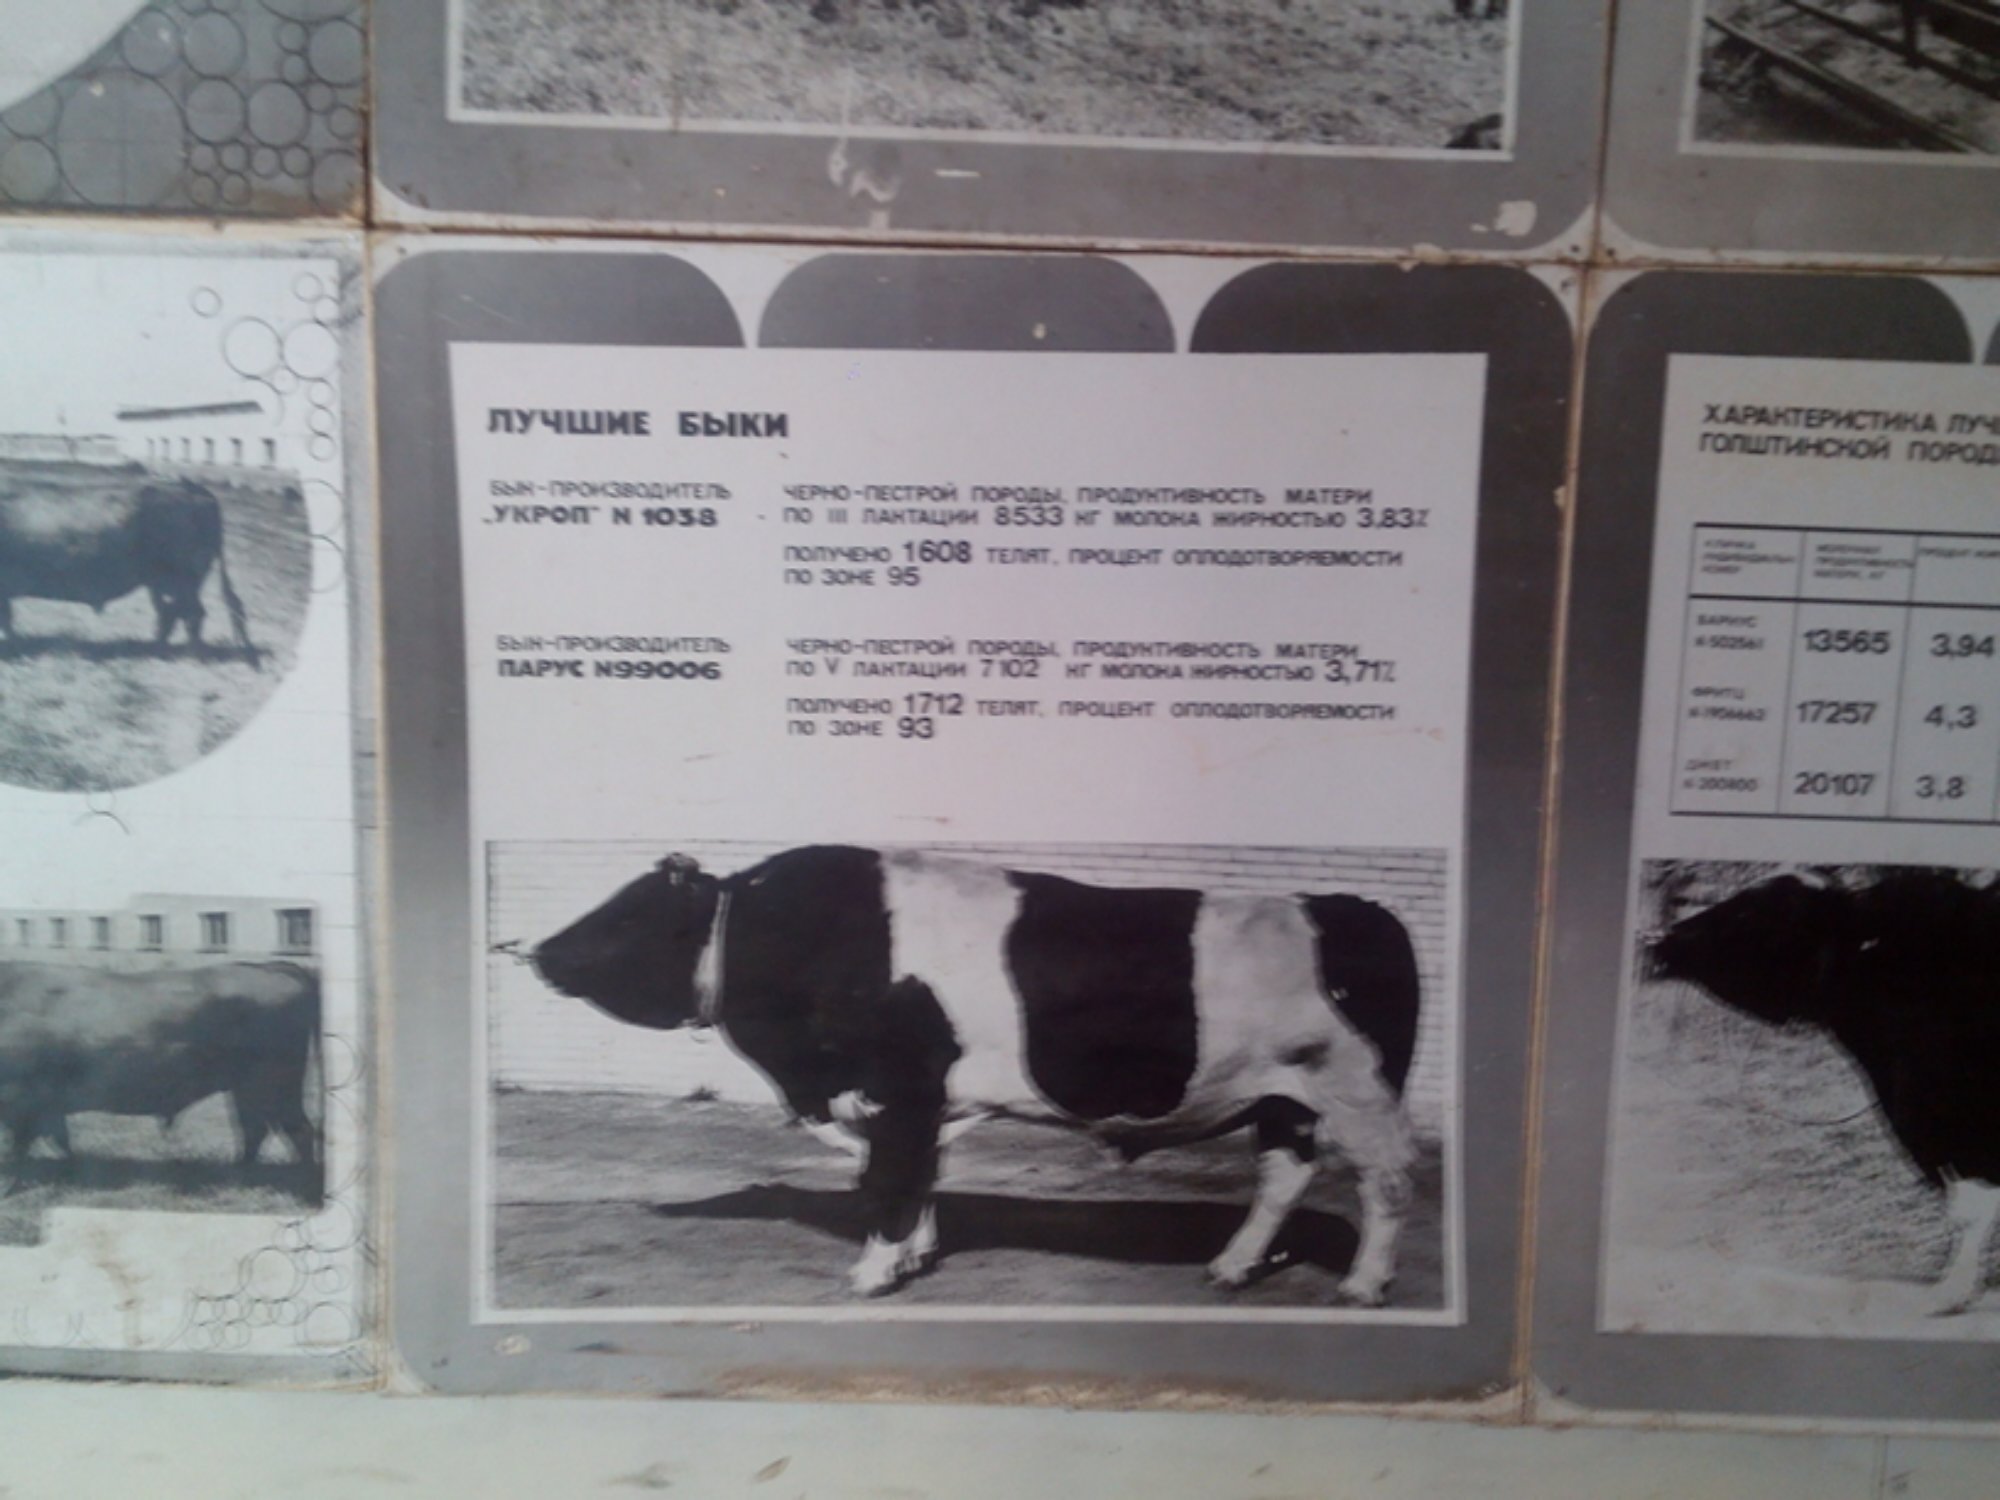 ЛУЧШИЕ БЫКИ
БЫК-ПРОИЗВОДИТЕЛЬ
„УКРОП" N 1038
ЧЕРНО-ПЕСТРОЙ ПОРОДЫ, ПРОДУКТИВНОСТЬ МАТЕРИ
ПО III ЛАКТАЦИИ 8533 КГ МОЛОКА ЖИРНОСТЬЮ 3.83%
ПОЛУЧЕНО 1608 ТЕЛЯТ, ПРОЦЕНТ ОПЛОДОТВОРЯЕМОСТИ
ПО ЗОНЕ 95
БЫК-ПРОИЗВОДИТЕЛЬ
ПАРУС N99006
ЧЕРНО-ПЕСТРОЙ ПОРОДЫ, ПРОДУКТИВНОСТЬ МАТЕРИ
ПО V ЛАКТАЦИИ 7102 КГ МОЛОКА ЖИРНОСТЬЮ 3,71%
ПОЛУЧЕНО 1712 ТЕЛЯТ, ПРОЦЕНТ ОПЛОДОТВОРЯЕМОСТИ
ПО ЗОНЕ 93
ХАРАКТЕРИСТИКА
ГОЛШТИНСКОЙ ПОРОД
13565 3,94
ФРИТЦ
17257 4,3
20107 3,8